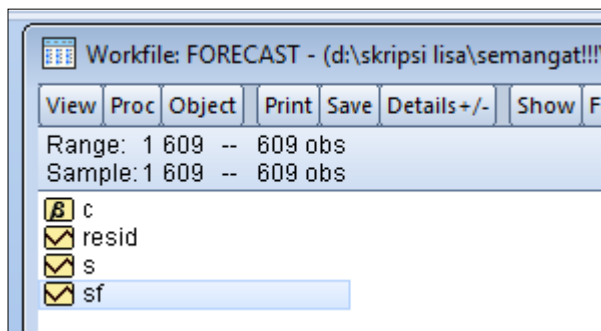 Workfile: FORECAST - (d:\skripsi lisa\semangat!!!\
View Proc Object Print Save Details+/- Show F
Range: 1 609 -- 609 obs
Sample: 1 609 -- 609 obs
β c
resid
s
sf